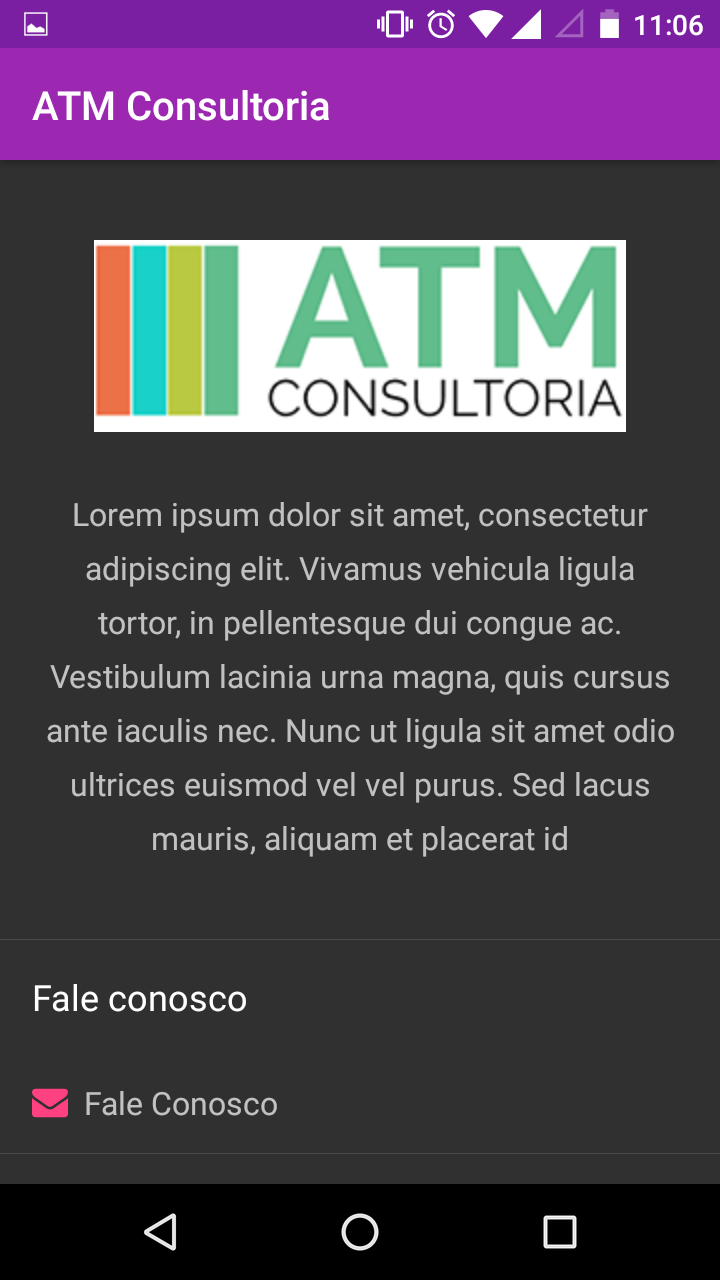 11:06
ATM Consultoria
ATM
CONSULTORIA
Lorem ipsum dolor sit amet, consectetur
adipiscing elit. Vivamus vehicula ligula
tortor, in pellentesque dui congue ac.
Vestibulum lacinia urna magna, quis cursus
ante iaculis nec. Nunc ut ligula sit amet odio
ultrices euismod vel vel purus. Sed lacus
mauris, aliquam et placerat id
Fale conosco
Fale Conosco